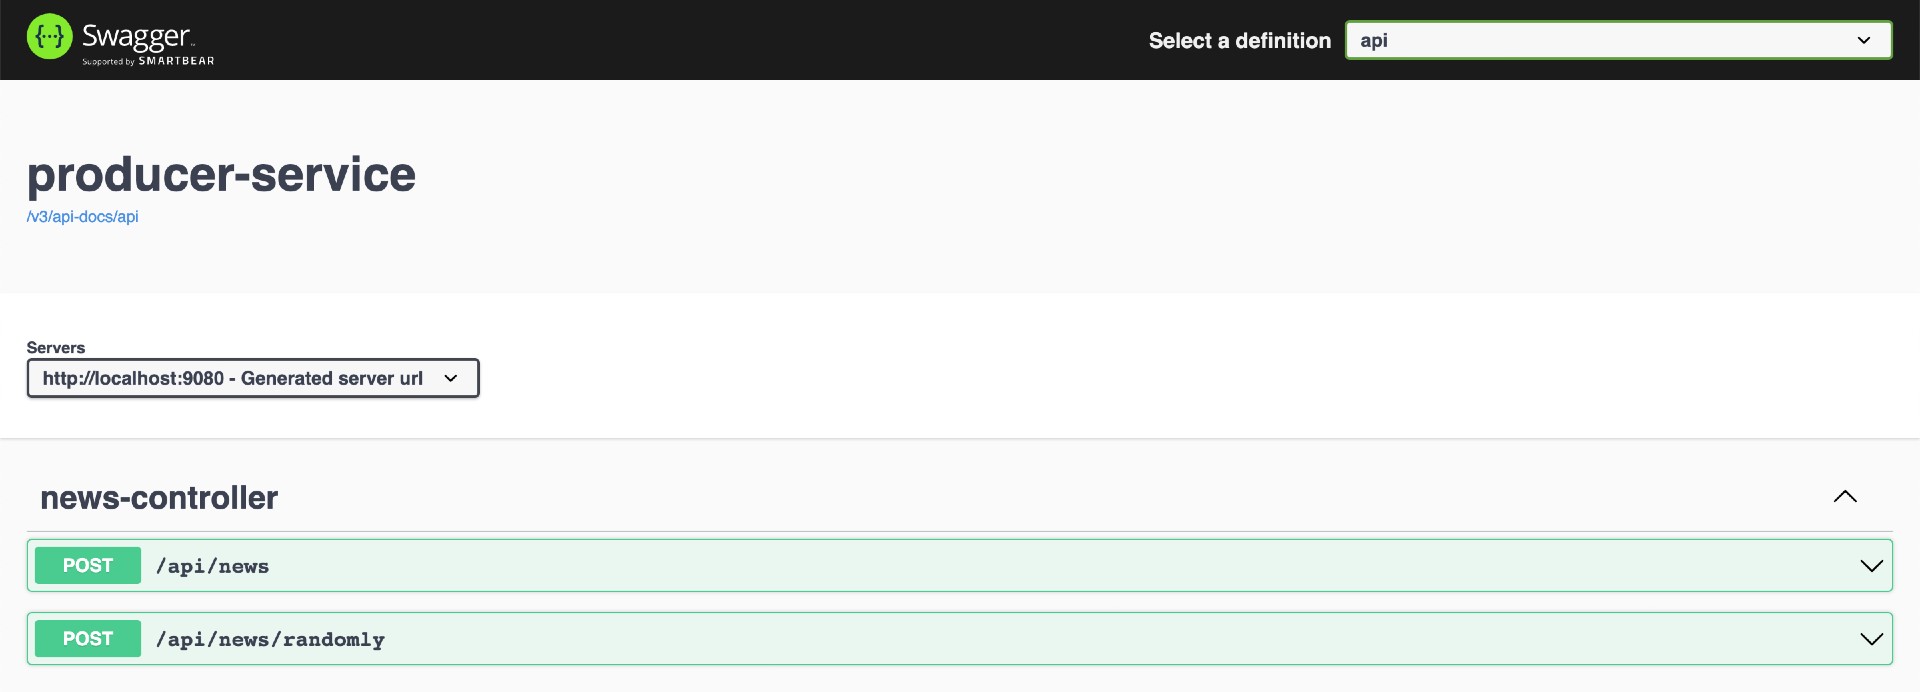 Swagger
Supported by SMARTBEAR
Select a definition
api
producer-service
/v3/api-docs/api
Servers
http://localhost:9080 - Generated server url
news-controller
POST /api/news
POST /api/news/randomly